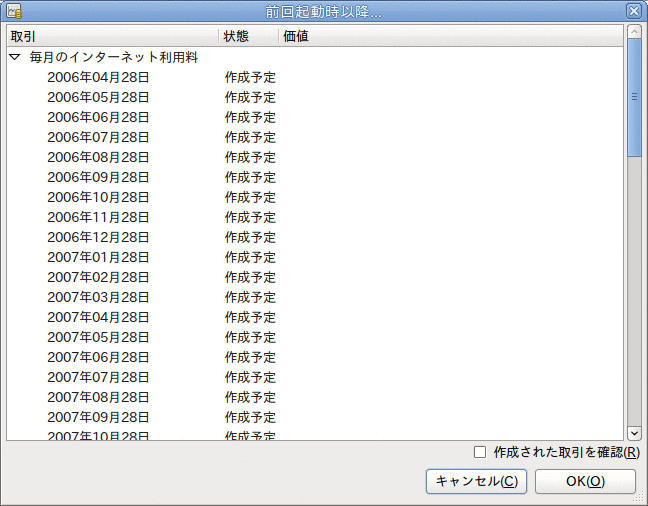 前回起動時以降...
取引 状態 価値
毎月のインターネット利用料
2006年04月28日 作成予定
2006年05月28日 作成予定
2006年06月28日 作成予定
2006年07月28日 作成予定
2006年08月28日 作成予定
2006年09月28日 作成予定
2006年10月28日 作成予定
2006年11月28日 作成予定
2006年12月28日 作成予定
2007年01月28日 作成予定
2007年02月28日 作成予定
2007年03月28日 作成予定
2007年04月28日 作成予定
2007年05月28日 作成予定
2007年06月28日 作成予定
2007年07月28日 作成予定
2007年08月28日 作成予定
2007年09月28日 作成予定
2007年10月28日 作成予定
作成された取引を確認(R)
キャンセル(C) OK(O)